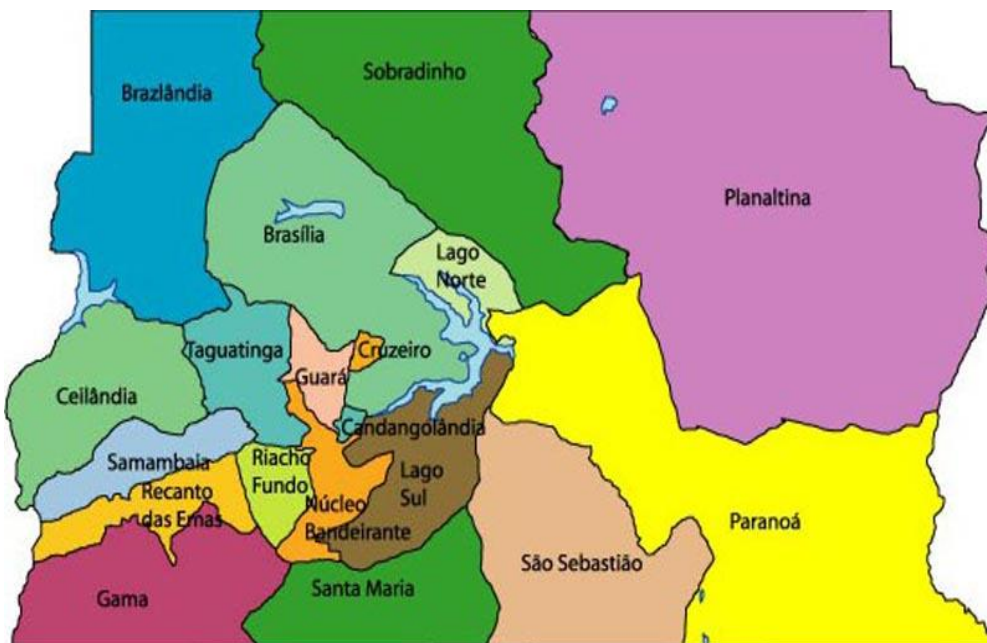 Sobradinho
Brazlândia
Planaltina
Brasília
Lago
Norte
Taguatinga
Cruzeiro
Guará
Ceilândia
Candangolândia
Samambaia
Riacho
Fundo
Lago
Sul
Recanto
das Emas
Núcleo
Bandeirante
Paranoá
São Sebastião
Santa Maria
Gama